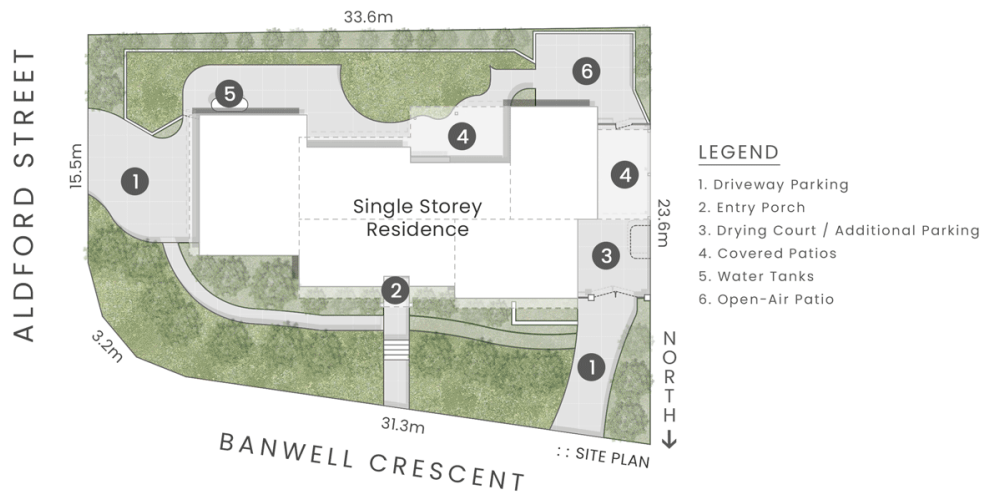 33.6m
ALDFORD STREET
15.5m
5
6
4
1
4
Single Storey
Residence
23.6m
3
2
1
3.2m
31.3m
BANWELL CRESCENT
NORTH
:: SITE PLAN
LEGEND
1. Driveway Parking
2. Entry Porch
3. Drying Court / Additional Parking
4. Covered Patios
5. Water Tanks
6. Open-Air Patio